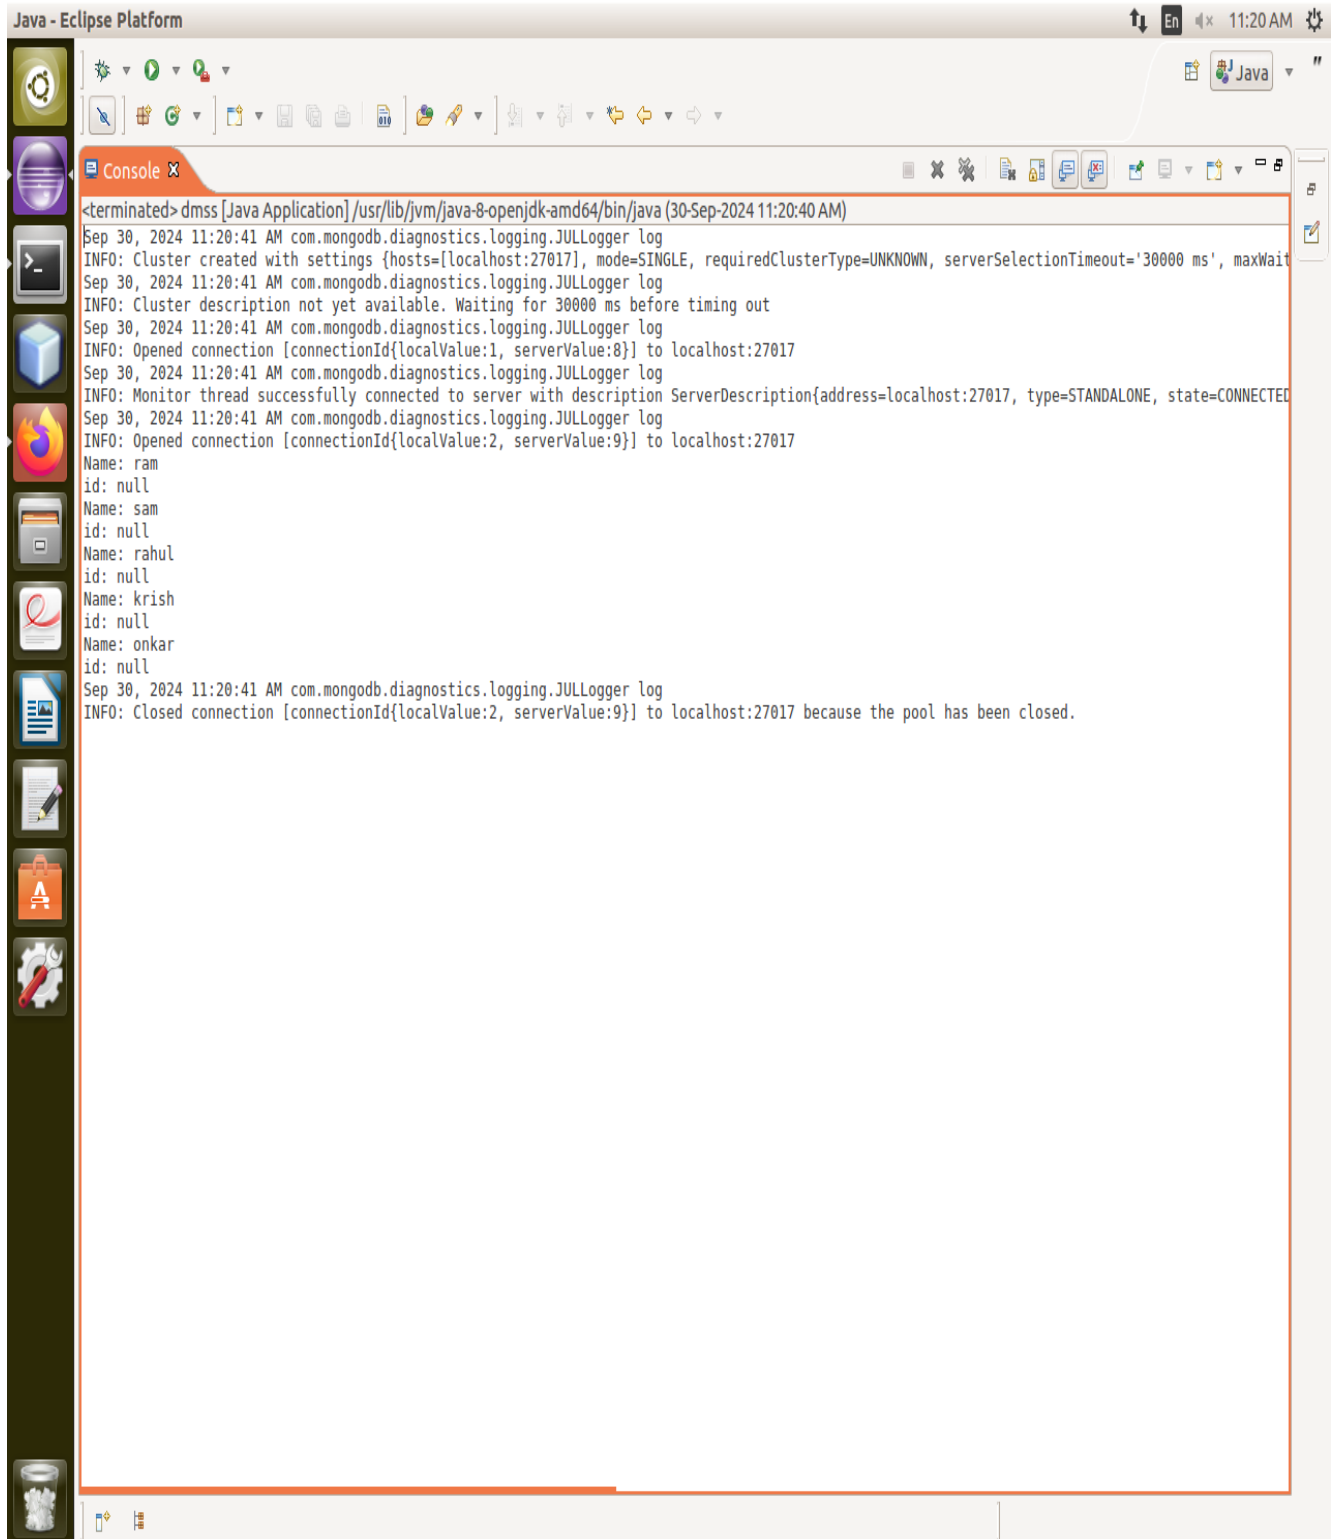 Java - Eclipse Platform
En
11:20 AM
Java
"
010
Console
<terminated> dmss [Java Application] /usr/lib/jvm/java-8-openjdk-amd64/bin/java (30-Sep-2024 11:20:40 AM)
Sep 30, 2024 11:20:41 AM com.mongodb.diagnostics.logging.JULLogger log
INFO: Cluster created with settings {hosts=[localhost:27017], mode=SINGLE, requiredClusterType=UNKNOWN, serverSelectionTimeout='30000 ms', maxWait
Sep 30, 2024 11:20:41 AM com.mongodb.diagnostics.logging.JULLogger log
INFO: Cluster description not yet available. Waiting for 30000 ms before timing out
Sep 30, 2024 11:20:41 AM com.mongodb.diagnostics.logging.JULLogger log
INFO: Opened connection [connectionId{localValue:1, serverValue:8}] to localhost:27017
Sep 30, 2024 11:20:41 AM com.mongodb.diagnostics.logging.JULLogger log
INFO: Monitor thread successfully connected to server with description ServerDescription{address=localhost:27017, type=STANDALONE, state=CONNECTED
Sep 30, 2024 11:20:41 AM com.mongodb.diagnostics.logging.JULLogger log
INFO: Opened connection [connectionId{localValue:2, serverValue:9}] to localhost:27017
Name: ram
id: null
Name: sam
id: null
Name: rahul
id: null
Name: krish
id: null
Name: onkar
id: null
Sep 30, 2024 11:20:41 AM com.mongodb.diagnostics.logging.JULLogger log
INFO: Closed connection [connectionId{localValue:2, serverValue:9}] to localhost:27017 because the pool has been closed.